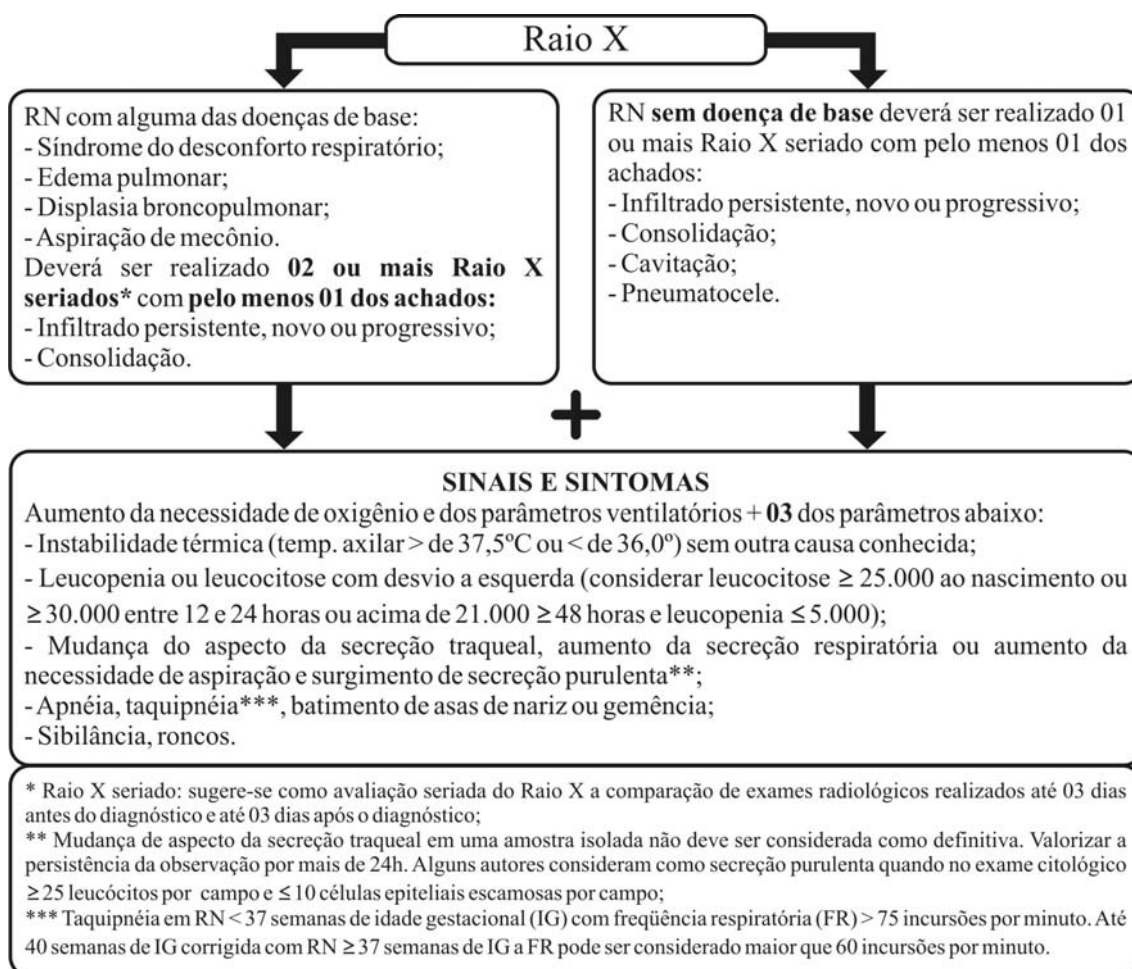 Raio X
RN com alguma das doenças de base:
- Síndrome do desconforto respiratório;
- Edema pulmonar;
- Displasia broncopulmonar;
- Aspiração de mecônio.
Deverá ser realizado 02 ou mais Raio X
seriados* com pelo menos 01 dos achados:
- Infiltrado persistente, novo ou progressivo;
- Consolidação.
RN sem doença de base deverá ser realizado 01
ou mais Raio X seriado com pelo menos 01 dos
achados:
- Infiltrado persistente, novo ou progressivo;
- Consolidação;
- Cavitação;
- Pneumatocele.
+
SINAIS E SINTOMAS
Aumento da necessidade de oxigênio e dos parâmetros ventilatórios + 03 dos parâmetros abaixo:
- Instabilidade térmica (temp. axilar > de 37,5ºC ou < de 36,0º) sem outra causa conhecida;
- Leucopenia ou leucocitose com desvio a esquerda (considerar leucocitose ≥ 25.000 ao nascimento ou
≥ 30.000 entre 12 e 24 horas ou acima de 21.000 ≥ 48 horas e leucopenia ≤ 5.000);
- Mudança do aspecto da secreção traqueal, aumento da secreção respiratória ou aumento da
necessidade de aspiração e surgimento de secreção purulenta**;
- Apnéia, taquipnéia***, batimento de asas de nariz ou gemência;
- Sibilância, roncos.
* Raio X seriado: sugere-se como avaliação seriada do Raio X a comparação de exames radiológicos realizados até 03 dias
antes do diagnóstico e até 03 dias após o diagnóstico;
** Mudança de aspecto da secreção traqueal em uma amostra isolada não deve ser considerada como definitiva. Valorizar a
persistência da observação por mais de 24h. Alguns autores consideram como secreção purulenta quando no exame citológico
≥ 25 leucócitos por campo e ≤ 10 células epiteliais escamosas por campo;
*** Taquipnéia em RN < 37 semanas de idade gestacional (IG) com freqüência respiratória (FR) > 75 incursões por minuto. Até
40 semanas de IG corrigida com RN ≥ 37 semanas de IG a FR pode ser considerado maior que 60 incursões por minuto.